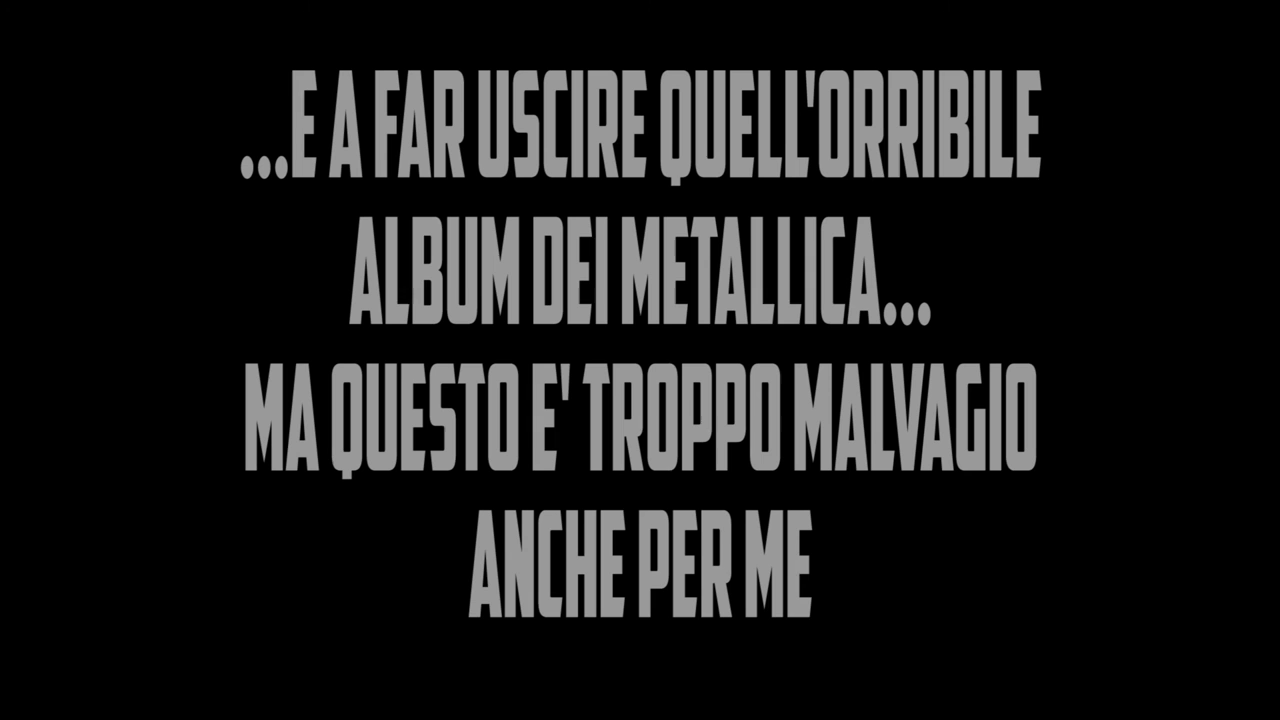 ...E A FAR USCIRE QUELL'ORRIBILE
ALBUM DEI METALLICA...
MA QUESTO E' TROPPO MALVAGIO
ANCHE PER ME